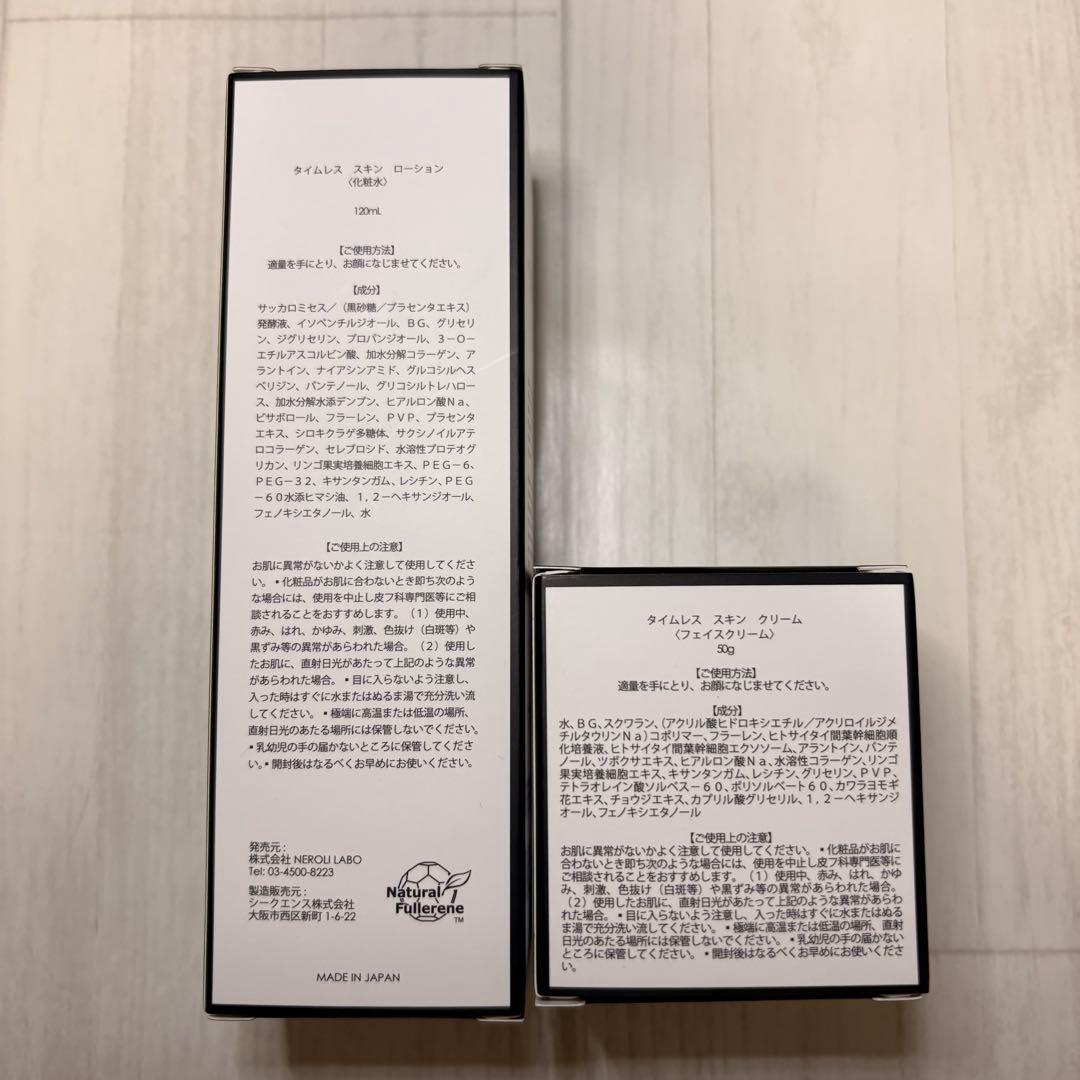 タイムレス スキン ローション
〈化粧水〉
120mL
【ご使用方法】
適量を手にとり、お顔になじませてください。
【成分】
サッカロミセス／（黒砂糖／プラセンタエキス）
発酵液、イソペンチルジオール、ＢＧ、グリセリ
ン、ジグリセリン、プロパンジオール、３－Ｏ－
エチルアスコルビン酸、加水分解コラーゲン、ア
ラントイン、ナイアシンアミド、グルコシルヘス
ペリジン、パンテノール、グリコシルトレハロー
ス、加水分解水添デンプン、ヒアルロン酸Ｎａ、
ビサボロール、フラーレン、ＰＶＰ、プラセンタ
エキス、シロキクラゲ多糖体、サクシノイルアテ
ロコラーゲン、セレブロシド、水溶性プロテオグ
リカン、リンゴ果実培養細胞エキス、ＰＥＧ－６、
ＰＥＧ－３２、キサンタンガム、レシチン、ＰＥＧ
－６０水添ヒマシ油、１,２－ヘキサンジオール、
フェノキシエタノール、水
【ご使用上の注意】
お肌に異常がないかよく注意して使用してくださ
い。▪化粧品がお肌に合わないとき即ち次のよう
な場合には、使用を中止し皮フ科専門医等にご相
談されることをおすすめします。（１）使用中、
赤み、はれ、かゆみ、刺激、色抜け（白斑等）や
黒ずみ等の異常があらわれた場合。（２）使用し
たお肌に、直射日光があたって上記のような異常
があらわれた場合。▪目に入らないよう注意し、
入った時はすぐに水またはぬるま湯で充分洗い流
してください。▪極端に高温または低温の場所、
直射日光のあたる場所には保管しないでください。
▪乳幼児の手の届かないところに保管してくださ
い。▪開封後はなるべくお早めにお使いください。
発売元：
株式会社 NEROLI LABO
Tel: 03-4500-8223
製造販売元：
シークエンス株式会社
大阪市西区新町 1-6-22
Natural
Fullerene
TM
MADE IN JAPAN
タイムレス スキン クリーム
〈フェイスクリーム〉
50g
【ご使用方法】
適量を手にとり、お顔になじませてください。
【成分】
水、ＢＧ、スクワラン、（アクリル酸ヒドロキシエチル／アクリロイルジメ
チルタウリンＮａ）コポリマー、フラーレン、ヒトサイタイ間葉幹細胞順
化培養液、ヒトサイタイ間葉幹細胞エクソソーム、アラントイン、パンテ
ノール、ツボクサエキス、ヒアルロン酸Ｎａ、水溶性コラーゲン、リンゴ
果実培養細胞エキス、キサンタンガム、レシチン、グリセリン、ＰＶＰ、
テトラオレイン酸ソルベス－６０、ポリソルベート６０、カワラヨモギ
花エキス、チョウジエキス、カプリル酸グリセリル、１,２－ヘキサンジ
オール、フェノキシエタノール
【ご使用上の注意】
お肌に異常がないかよく注意して使用してください。▪化粧品がお肌に
合わないとき即ち次のような場合には、使用を中止し皮フ科専門医等に
ご相談されることをおすすめします。（１）使用中、赤み、はれ、かゆ
み、刺激、色抜け（白斑等）や黒ずみ等の異常があらわれた場合。
（２）使用したお肌に、直射日光があたって上記のような異常があらわ
れた場合。▪目に入らないよう注意し、入った時はすぐに水またはぬる
ま湯で充分洗い流してください。▪極端に高温または低温の場所、直射
日光のあたる場所には保管しないでください。▪乳幼児の手の届かない
ところに保管してください。▪開封後はなるべくお早めにお使いくださ
い。